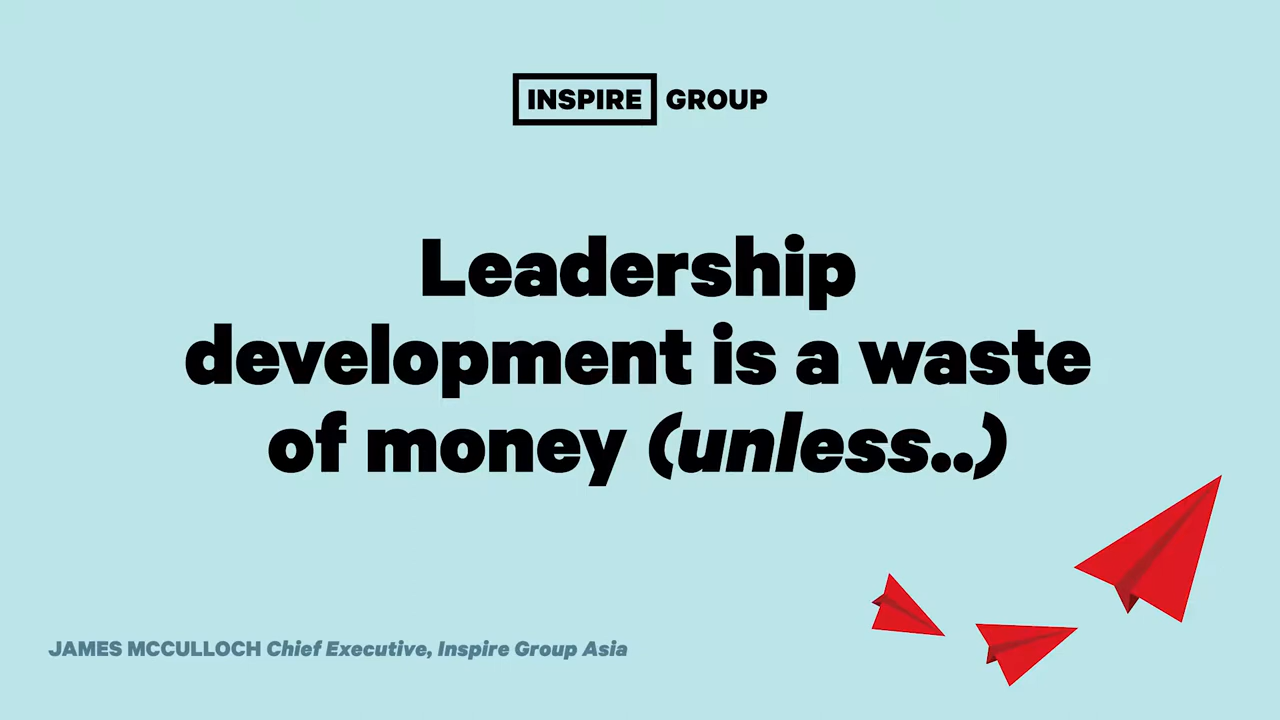 INSPIRE GROUP
Leadership
development is a waste
of money (unless..)
JAMES MCCULLOCH Chief Executive, Inspire Group Asia